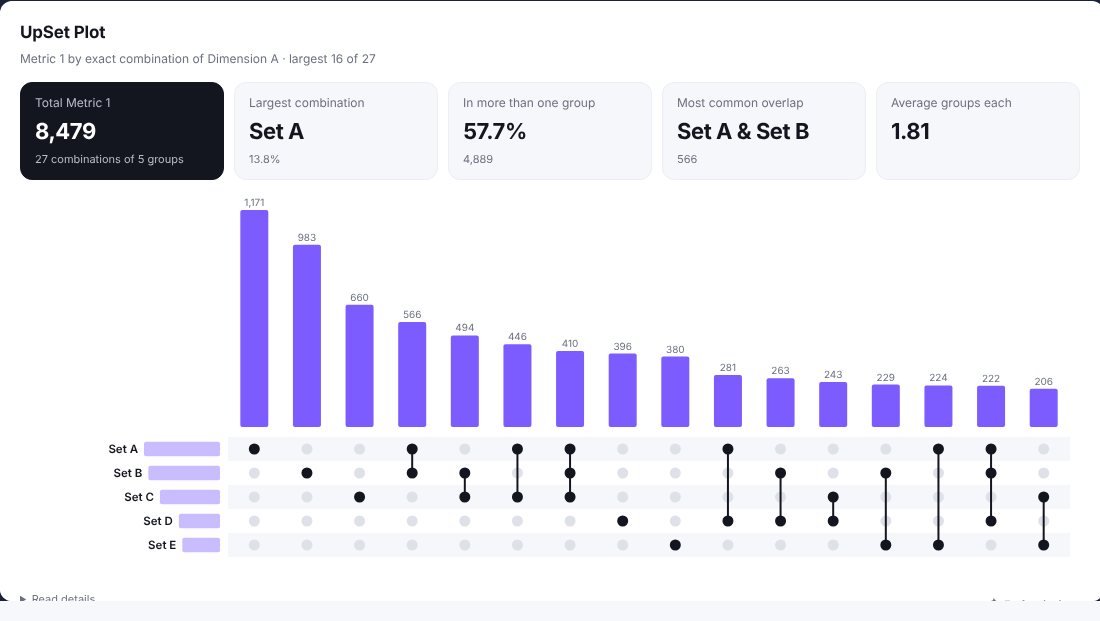 UpSet Plot
Metric 1 by exact combination of Dimension A · largest 16 of 27
Total Metric 1
8,479
27 combinations of 5 groups
Largest combination
Set A
13.8%
In more than one group
57.7%
4,889
Most common overlap
Set A & Set B
566
Average groups each
1.81
1,171
983
660
566
494
446
410
396
380
281
263
243
229
224
222
206
Set A
Set B
Set C
Set D
Set E
Read details